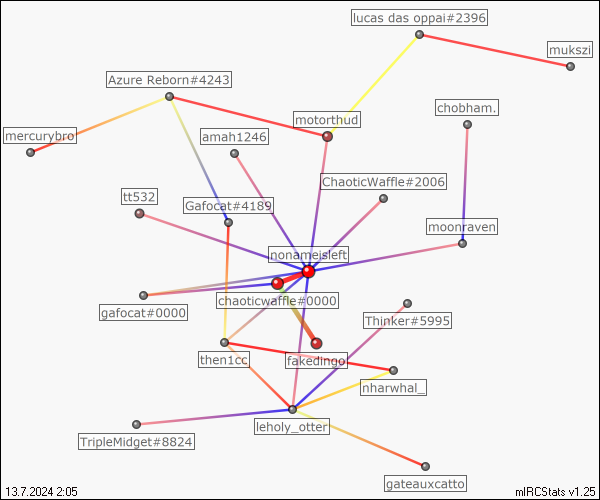 lucas das oppai#2396
mukszi
Azure Reborn#4243
chobham.
motorthud
mercurybro
amah1246
ChaoticWaffle#2006
tt532
Gafocat#4189
moonraven
nonameisleft
chaoticwaffle#0000
gafocat#0000
Thinker#5995
then1cc
fakedingo
nharwhal_
leholy_otter
TripleMidget#8824
gateauxcatto
13.7.2024 2:05
mIRCStats v1.25